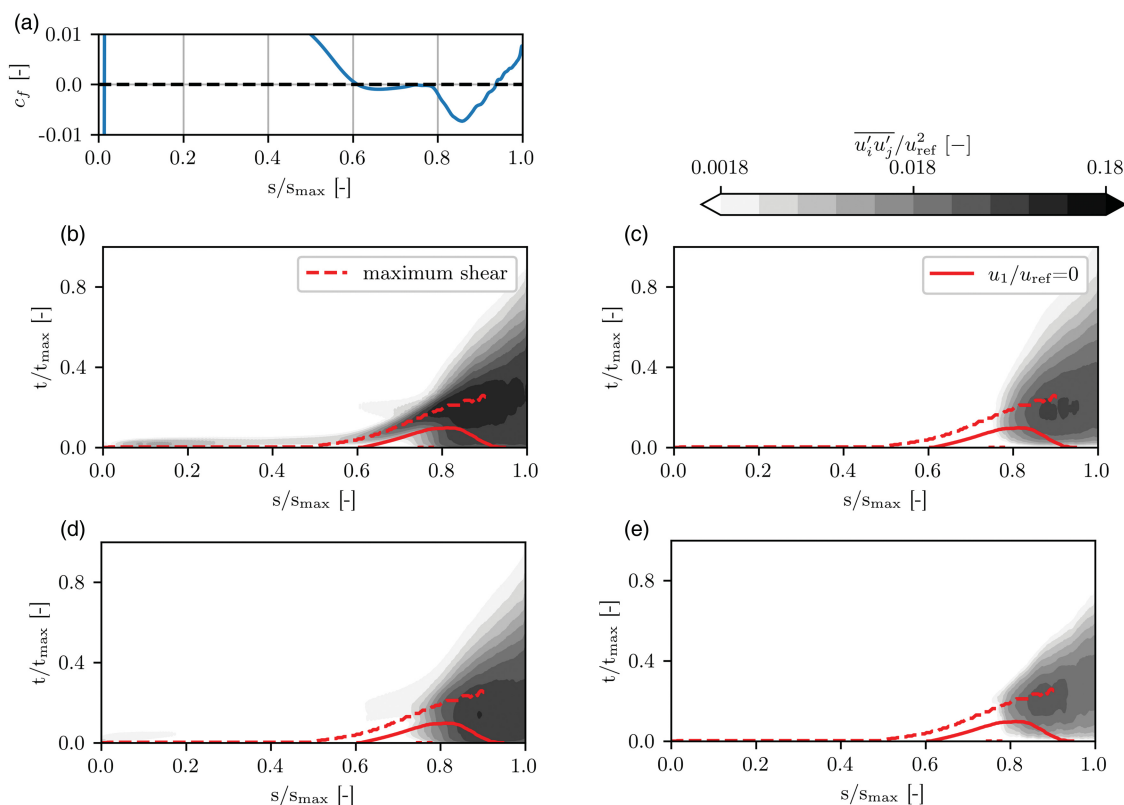 (a)
0.01
0.0
-0.01
c_f [-]
0.0 0.2 0.4 0.6 0.8 1.0
s/s_max [-]
\overline{u'_i u'_j}/u²_ref [−]
0.0018 0.018 0.18
(b)
maximum shear
0.8
0.4
0.0
t/t_max [-]
0.0 0.2 0.4 0.6 0.8 1.0
s/s_max [-]
(c)
u_1/u_ref=0
0.8
0.4
0.0
t/t_max [-]
0.0 0.2 0.4 0.6 0.8 1.0
s/s_max [-]
(d)
0.8
0.4
0.0
t/t_max [-]
0.0 0.2 0.4 0.6 0.8 1.0
s/s_max [-]
(e)
0.8
0.4
0.0
t/t_max [-]
0.0 0.2 0.4 0.6 0.8 1.0
s/s_max [-]